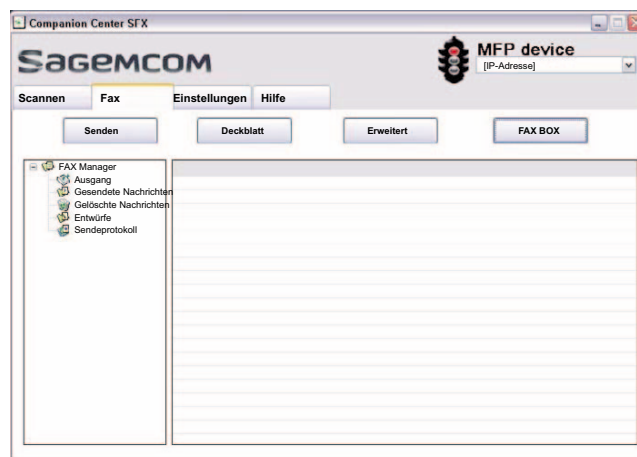 Companion Center SFX
Sagemcom
MFP device
[IP-Adresse]
Scannen Fax Einstellungen Hilfe
Senden Deckblatt Erweitert FAX BOX
FAX Manager
Ausgang
Gesendete Nachrichten
Gelöschte Nachrichten
Entwürfe
Sendeprotokoll